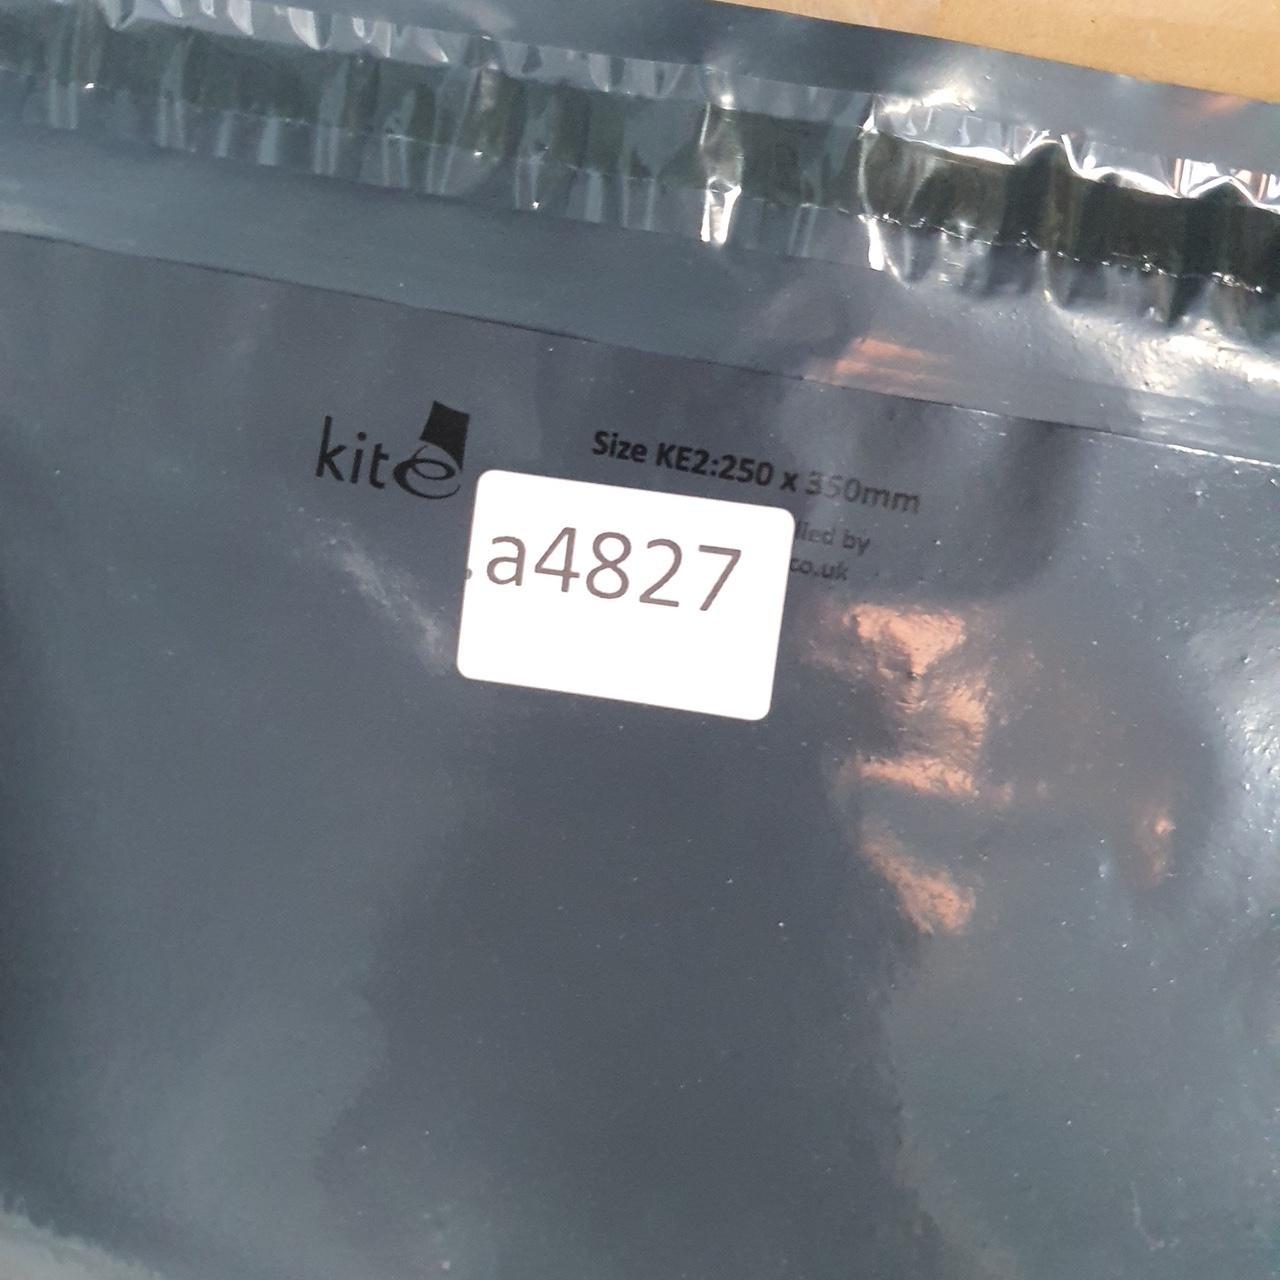 kite
Size KE2:250 x 350mm
lied by
co.uk
.a4827